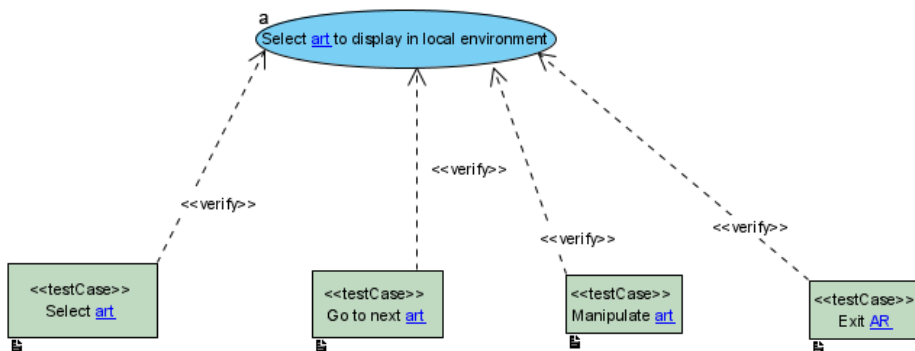 a
Select art to display in local environment
<<verify>>
<<verify>>
<<verify>>
<<verify>>
<<testCase>>
Select art
<<testCase>>
Go to next art
<<testCase>>
Manipulate art
<<testCase>>
Exit AR